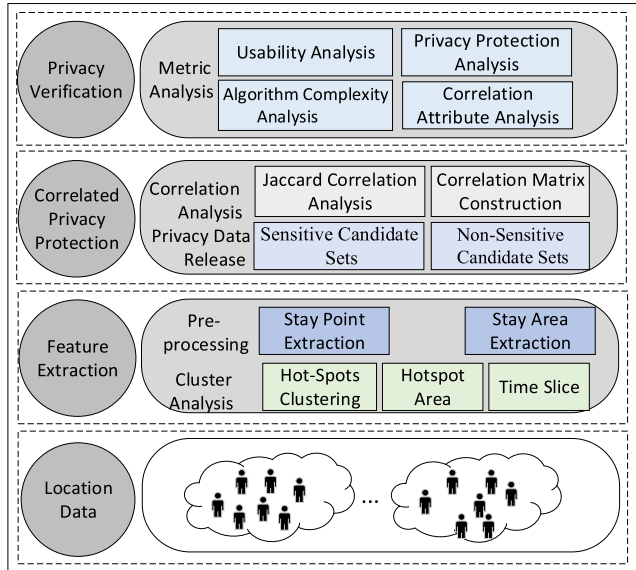 Privacy
Verification
Metric
Analysis
Usability Analysis
Privacy Protection
Analysis
Algorithm Complexity
Analysis
Correlation
Attribute Analysis
Correlated
Privacy
Protection
Correlation
Analysis
Privacy Data
Release
Jaccard Correlation
Analysis
Correlation Matrix
Construction
Sensitive Candidate
Sets
Non-Sensitive
Candidate Sets
Feature
Extraction
Pre-
processing
Stay Point
Extraction
Stay Area
Extraction
Cluster
Analysis
Hot-Spots
Clustering
Hotspot
Area
Time Slice
Location
Data
...